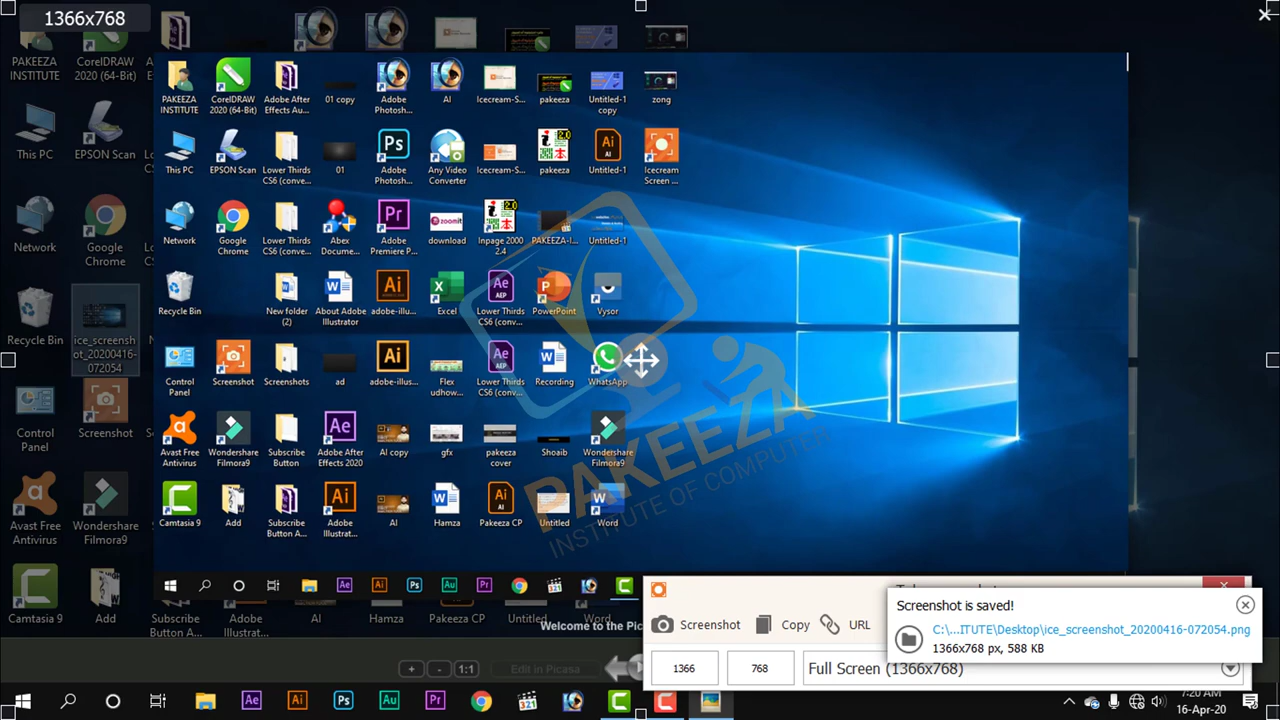 1366x768
PAKEEZA
INSTITUTE
CorelDRAW
2020 (64-Bit)
This PC
EPSON Scan
Network
Google
Chrome
Recycle Bin
ice_screensh
ot_20200416-
072054
Control
Panel
Screenshot
Avast Free
Antivirus
Wondershare
Filmora9
Camtasia 9
Add
Subscribe
Button A...
Adobe
Illustrat...
AI
Hamza
Pakeeza CP
Untitled
Word
PAKEEZA
INSTITUTE
CorelDRAW
2020 (64-Bit)
Adobe After
Effects Au...
01 copy
Adobe
Photosh...
AI
Icecream-S...
pakeeza
Untitled-1
copy
zong
This PC
EPSON Scan
Lower Thirds
CS6 (conve...
01
Adobe
Photosh...
Any Video
Converter
Icecream-S...
pakeeza
Untitled-1
Icecream
Screen ...
Network
Google
Chrome
Lower Thirds
CS6 (conve...
Abex
Docume...
Adobe
Premiere P...
download
Inpage 2000
2.4
PAKEEZA-I...
Untitled-1
Recycle Bin
New folder
(2)
About Adobe
Illustrator
adobe-illu...
Excel
Lower Thirds
CS6 (conv...
PowerPoint
Vysor
Control
Panel
Screenshot
Screenshots
ad
adobe-illus...
Flex
udhow...
Lower Thirds
CS6 (conv...
Recording
WhatsApp
Avast Free
Antivirus
Wondershare
Filmora9
Subscribe
Button
Adobe After
Effects 2020
AI copy
gfx
pakeeza
cover
Shoaib
Wondershare
Filmora9
Camtasia 9
Add
Subscribe
Button A...
Adobe
Illustrat...
AI
Hamza
Pakeeza CP
Untitled
Word
PAKEEZA
INSTITUTE OF COMPUTER
Welcome to the Pic
1:1
Edit in Picasa
Screenshot
Copy
URL
Screenshot is saved!
C:\...ITUTE\Desktop\ice_screenshot_20200416-072054.png
1366x768 px, 588 KB
1366
768
Full Screen (1366x768)
7:20 AM
16-Apr-20